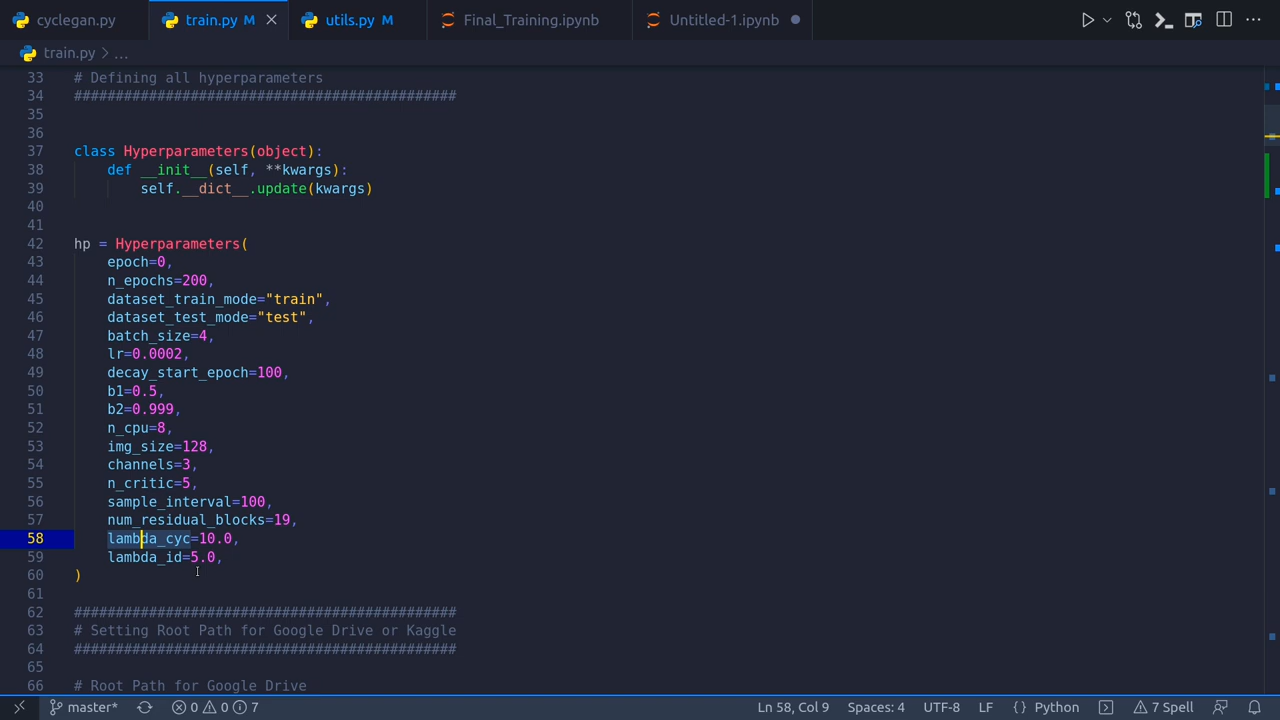 cyclegan.py train.py M utils.py M Final_Training.ipynb Untitled-1.ipynb
train.py > ...
33 # Defining all hyperparameters
34 ##############################################
35
36
37 class Hyperparameters(object):
38 def __init__(self, **kwargs):
39 self.__dict__.update(kwargs)
40
41
42 hp = Hyperparameters(
43 epoch=0,
44 n_epochs=200,
45 dataset_train_mode="train",
46 dataset_test_mode="test",
47 batch_size=4,
48 lr=0.0002,
49 decay_start_epoch=100,
50 b1=0.5,
51 b2=0.999,
52 n_cpu=8,
53 img_size=128,
54 channels=3,
55 n_critic=5,
56 sample_interval=100,
57 num_residual_blocks=19,
58 lambda_cyc=10.0,
59 lambda_id=5.0,
60 )
61
62 ##############################################
63 # Setting Root Path for Google Drive or Kaggle
64 ##############################################
65
66 # Root Path for Google Drive
master* 0 0 7 Ln 58, Col 9 Spaces: 4 UTF-8 LF {} Python 7 Spell